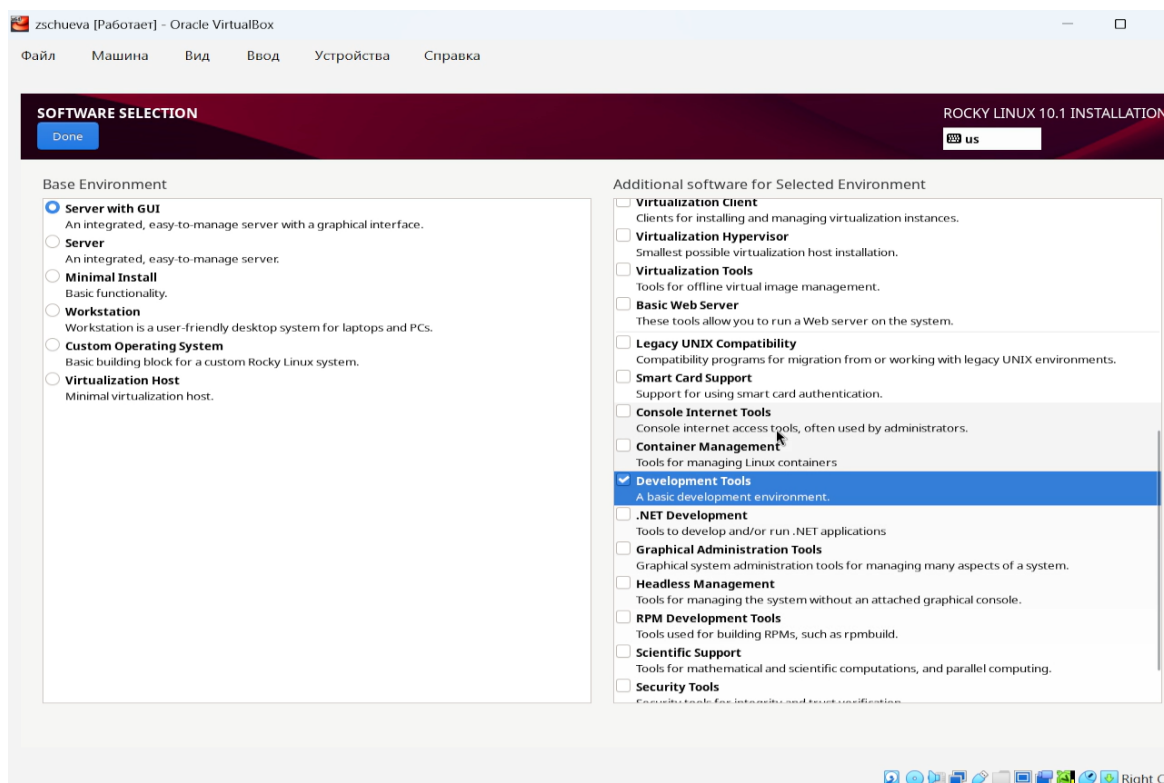 zschueva [Работает] - Oracle VirtualBox
Файл Машина Вид Ввод Устройства Справка
SOFTWARE SELECTION
Done
ROCKY LINUX 10.1 INSTALLATION
us
Base Environment
Server with GUI
An integrated, easy-to-manage server with a graphical interface.
Server
An integrated, easy-to-manage server.
Minimal Install
Basic functionality.
Workstation
Workstation is a user-friendly desktop system for laptops and PCs.
Custom Operating System
Basic building block for a custom Rocky Linux system.
Virtualization Host
Minimal virtualization host.
Additional software for Selected Environment
Virtualization Client
Clients for installing and managing virtualization instances.
Virtualization Hypervisor
Smallest possible virtualization host installation.
Virtualization Tools
Tools for offline virtual image management.
Basic Web Server
These tools allow you to run a Web server on the system.
Legacy UNIX Compatibility
Compatibility programs for migration from or working with legacy UNIX environments.
Smart Card Support
Support for using smart card authentication.
Console Internet Tools
Console internet access tools, often used by administrators.
Container Management
Tools for managing Linux containers
Development Tools
A basic development environment.
.NET Development
Tools to develop and/or run .NET applications
Graphical Administration Tools
Graphical system administration tools for managing many aspects of a system.
Headless Management
Tools for managing the system without an attached graphical console.
RPM Development Tools
Tools used for building RPMs, such as rpmbuild.
Scientific Support
Tools for mathematical and scientific computations, and parallel computing.
Security Tools
Security tools for integrity and trust verification.
Right C